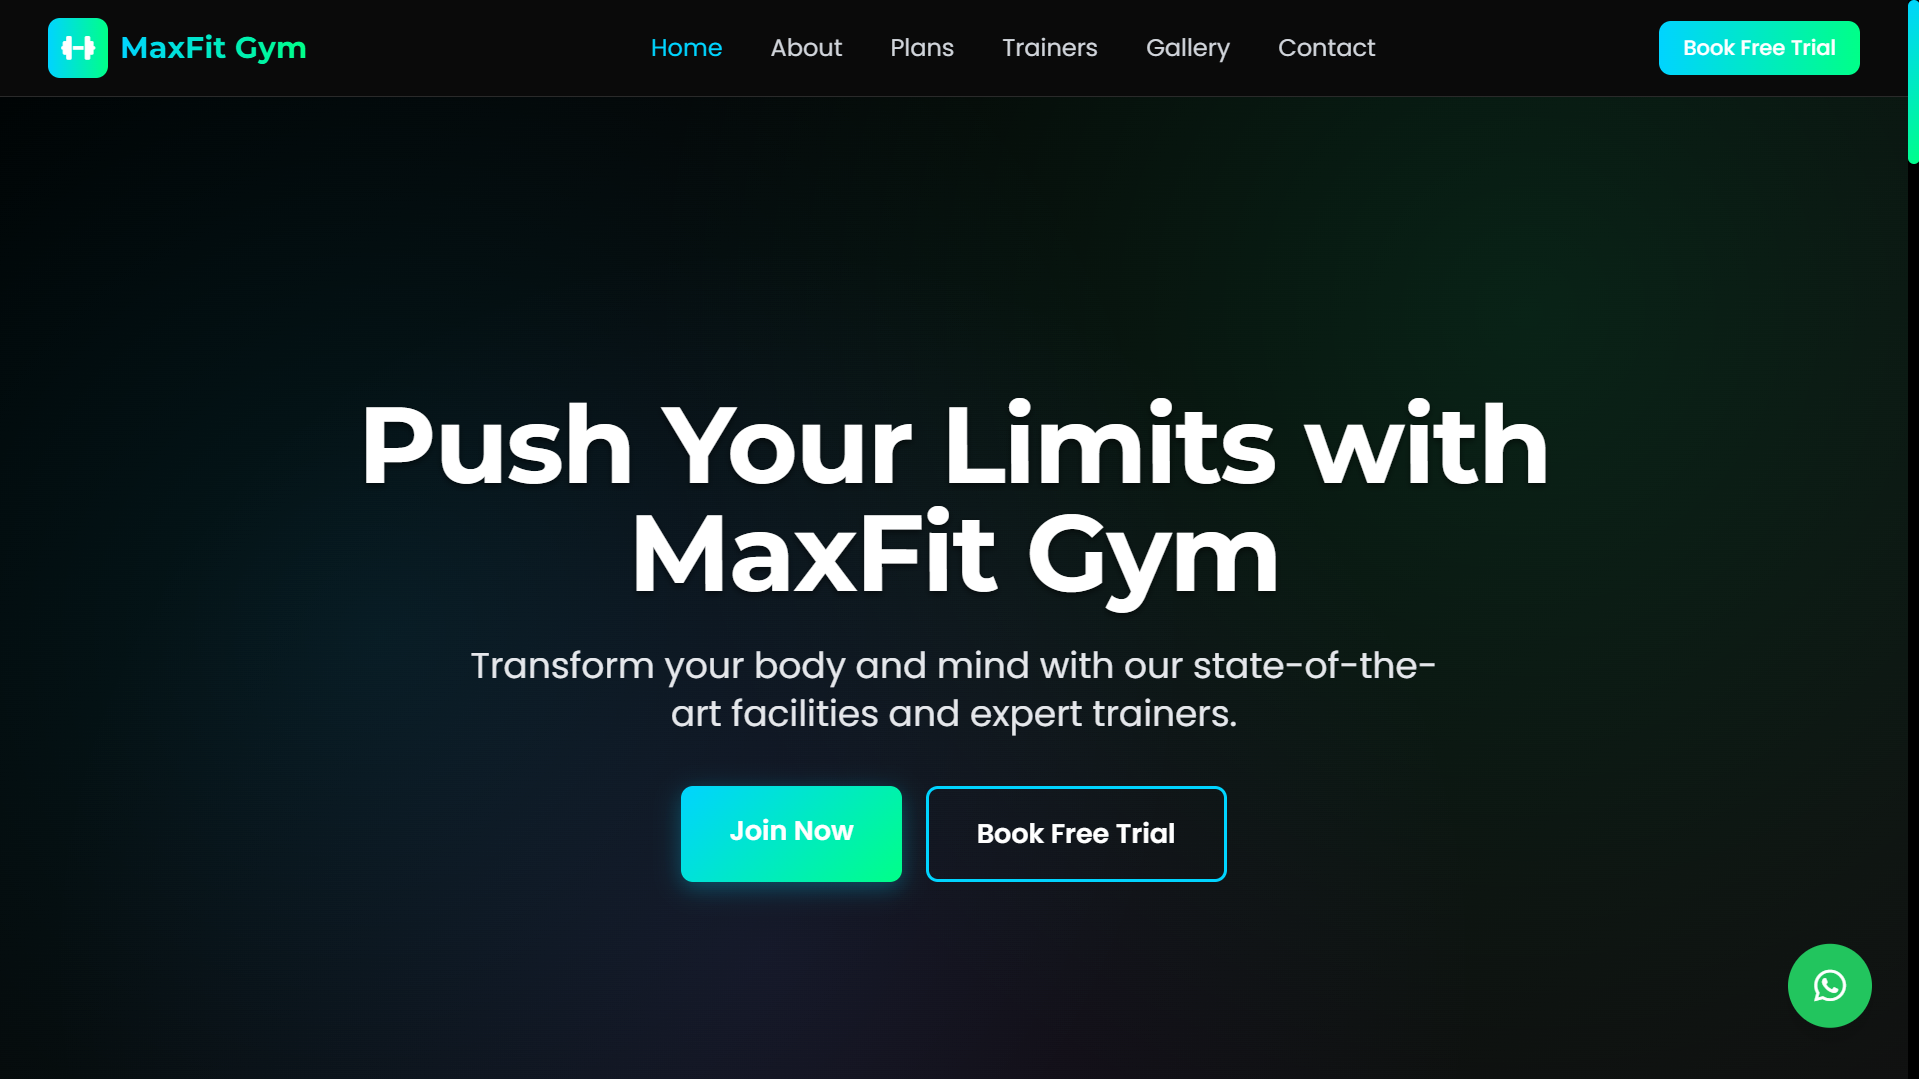 MaxFit Gym
Home
About
Plans
Trainers
Gallery
Contact
Book Free Trial
Push Your Limits with
MaxFit Gym
Transform your body and mind with our state-of-the-
art facilities and expert trainers.
Join Now
Book Free Trial